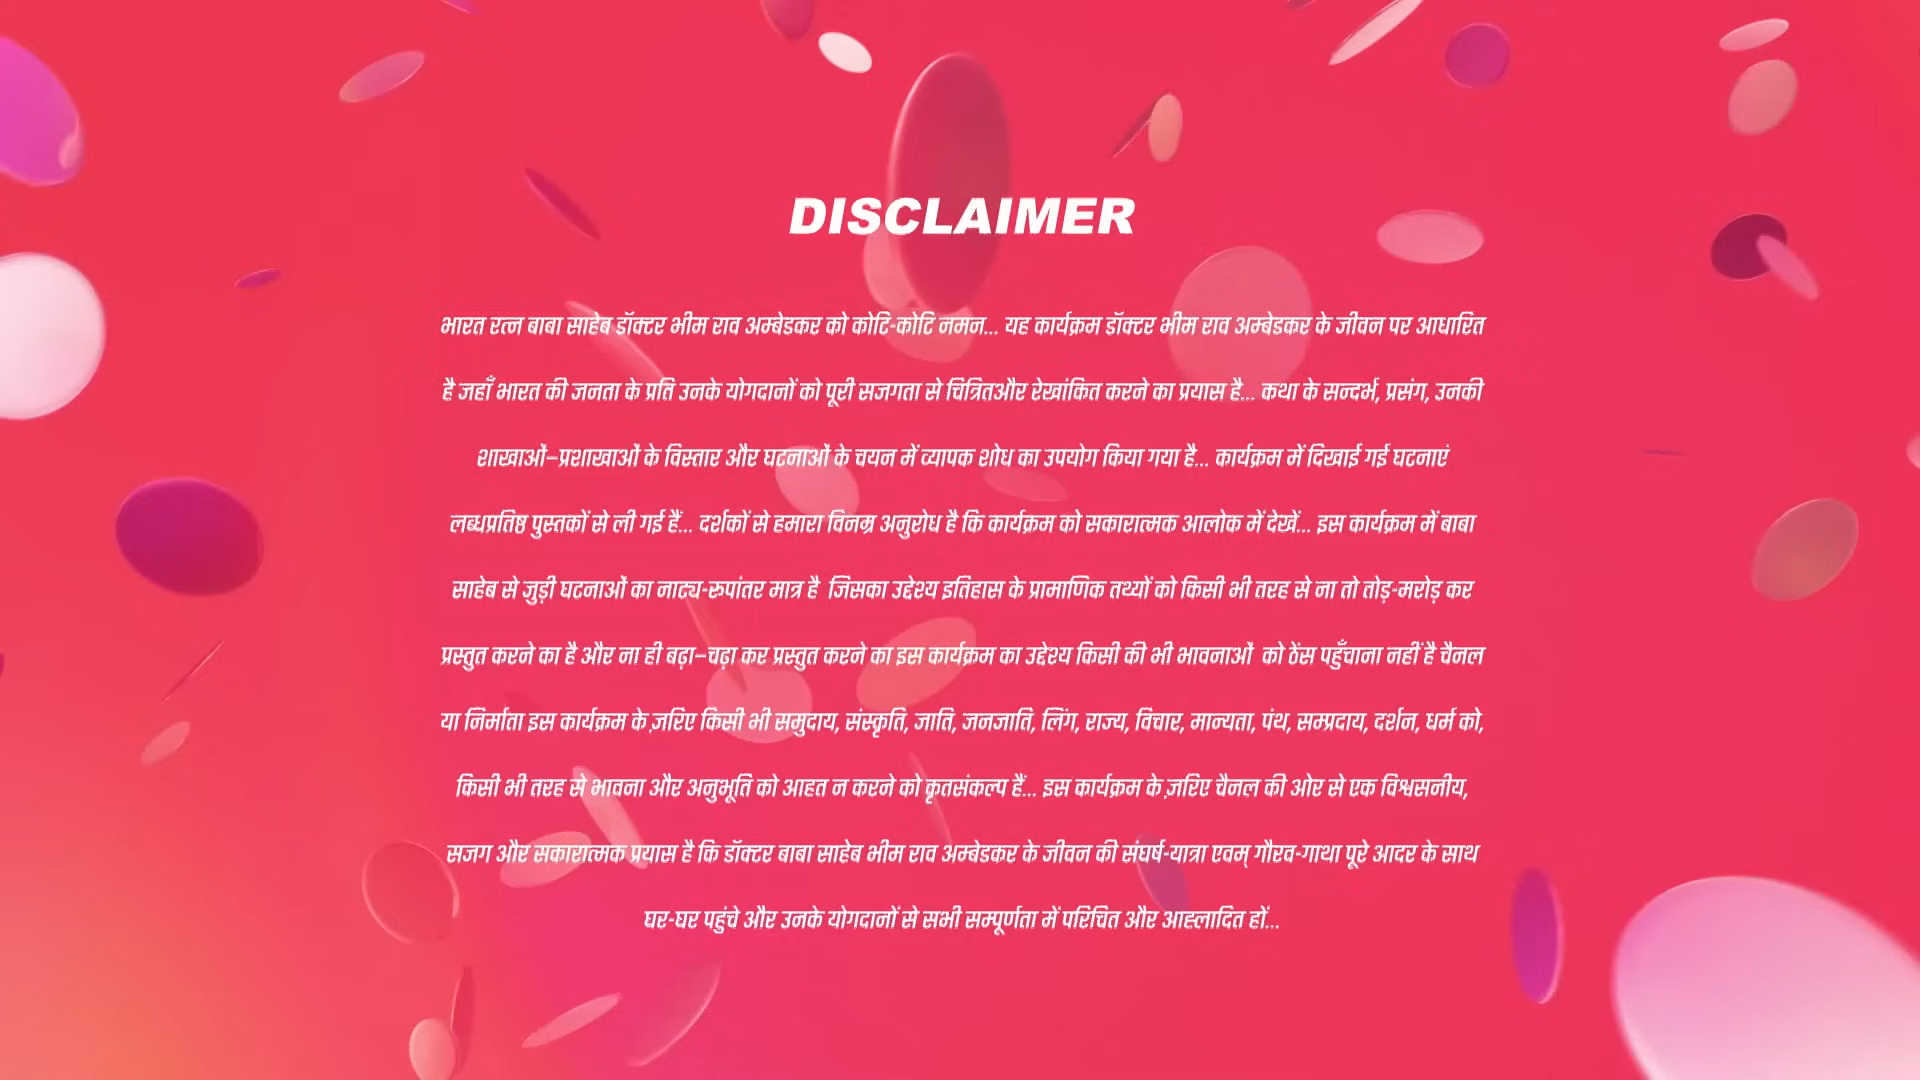 DISCLAIMER
भारत रत्न बाबा साहेब डॉक्टर भीम राव अम्बेडकर को कोटि-कोटि नमन... यह कार्यक्रम डॉक्टर भीम राव अम्बेडकर के जीवन पर आधारित
है जहाँ भारत की जनता के प्रति उनके योगदानों को पूरी सजगता से चित्रितऔर रेखांकित करने का प्रयास है... कथा के सन्दर्भ, प्रसंग, उनकी
शाखाओं–प्रशाखाओं के विस्तार और घटनाओं के चयन में व्यापक शोध का उपयोग किया गया है... कार्यक्रम में दिखाई गई घटनाएं
लब्धप्रतिष्ठ पुस्तकों से ली गई हैं... दर्शकों से हमारा विनम्र अनुरोध है कि कार्यक्रम को सकारात्मक आलोक में देखें... इस कार्यक्रम में बाबा
साहेब से जुड़ी घटनाओं का नाट्य-रुपांतर मात्र है जिसका उद्देश्य इतिहास के प्रामाणिक तथ्यों को किसी भी तरह से ना तो तोड़-मरोड़ कर
प्रस्तुत करने का है और ना ही बढ़ा–चढ़ा कर प्रस्तुत करने का इस कार्यक्रम का उद्देश्य किसी की भी भावनाओं को ठेंस पहुँचाना नहीं है चैनल
या निर्माता इस कार्यक्रम के ज़रिए किसी भी समुदाय, संस्कृति, जाति, जनजाति, लिंग, राज्य, विचार, मान्यता, पंथ, सम्प्रदाय, दर्शन, धर्म को,
किसी भी तरह से भावना और अनुभूति को आहत न करने को कृतसंकल्प हैं... इस कार्यक्रम के ज़रिए चैनल की ओर से एक विश्वसनीय,
सजग और सकारात्मक प्रयास है कि डॉक्टर बाबा साहेब भीम राव अम्बेडकर के जीवन की संघर्ष-यात्रा एवम् गौरव-गाथा पूरे आदर के साथ
घर-घर पहुंचे और उनके योगदानों से सभी सम्पूर्णता में परिचित और आह्लादित हों...